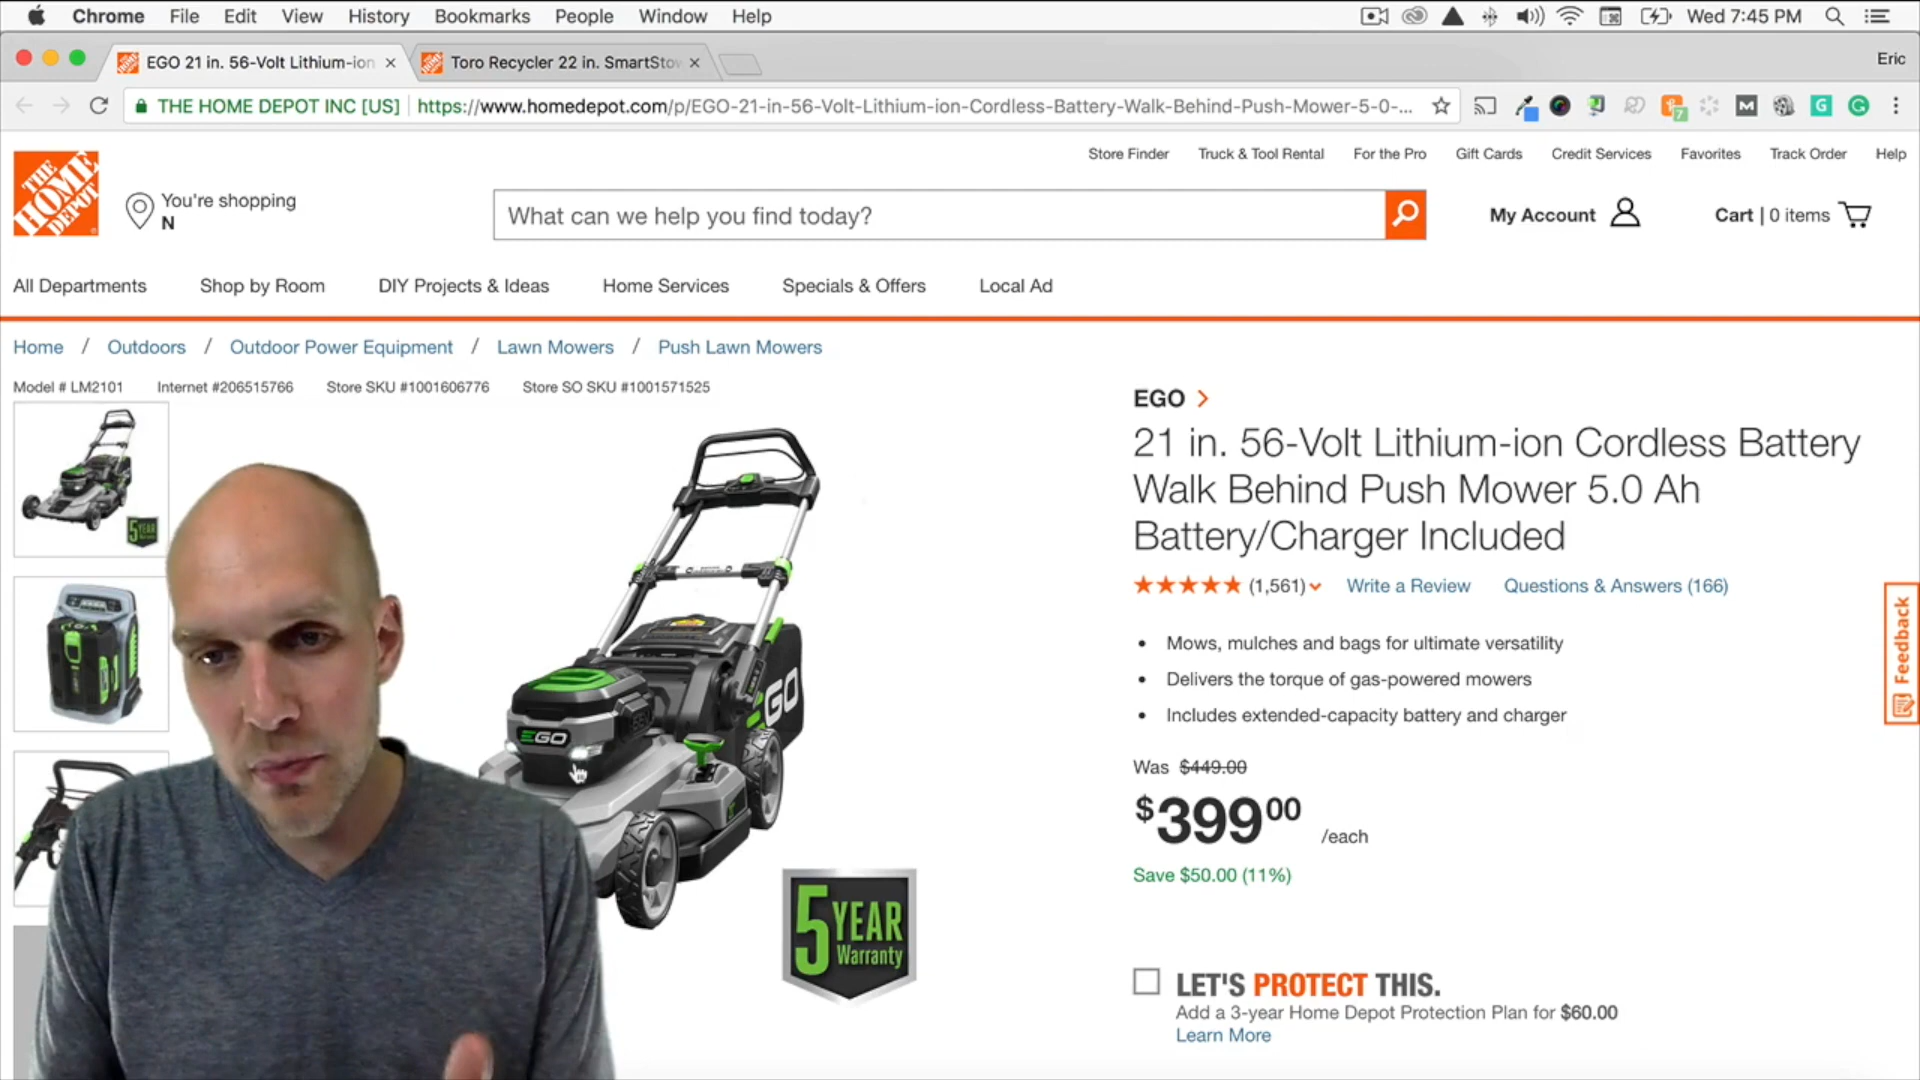 Chrome File Edit View History Bookmarks People Window Help Wed 7:45 PM
EGO 21 in. 56-Volt Lithium-ion Toro Recycler 22 in. SmartStow Eric
THE HOME DEPOT INC [US] https://www.homedepot.com/p/EGO-21-in-56-Volt-Lithium-ion-Cordless-Battery-Walk-Behind-Push-Mower-5-0-... 7 M G
Store Finder Truck & Tool Rental For the Pro Gift Cards Credit Services Favorites Track Order Help
THE HOME DEPOT
You're shopping
N
What can we help you find today?
My Account
Cart | 0 items
All Departments Shop by Room DIY Projects & Ideas Home Services Specials & Offers Local Ad
Home / Outdoors / Outdoor Power Equipment / Lawn Mowers / Push Lawn Mowers
Model # LM2101 Internet #206515766 Store SKU #1001606776 Store SO SKU #1001571525
5 YEAR
EGO
EGO
5 YEAR
Warranty
EGO
21 in. 56-Volt Lithium-ion Cordless Battery
Walk Behind Push Mower 5.0 Ah
Battery/Charger Included
(1,561) Write a Review Questions & Answers (166)
• Mows, mulches and bags for ultimate versatility
• Delivers the torque of gas-powered mowers
• Includes extended-capacity battery and charger
Was $449.00
$399 00 /each
Save $50.00 (11%)
LET'S PROTECT THIS.
Add a 3-year Home Depot Protection Plan for $60.00
Learn More
Feedback